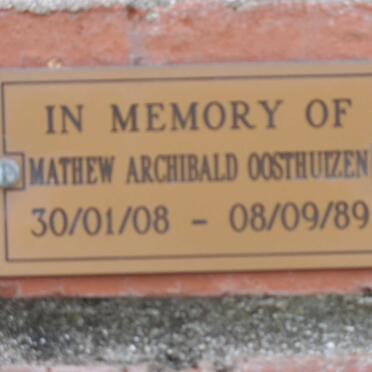 IN MEMORY OF
MATHEW ARCHIBALD OOSTHUIZEN
30/01/08 - 08/09/89